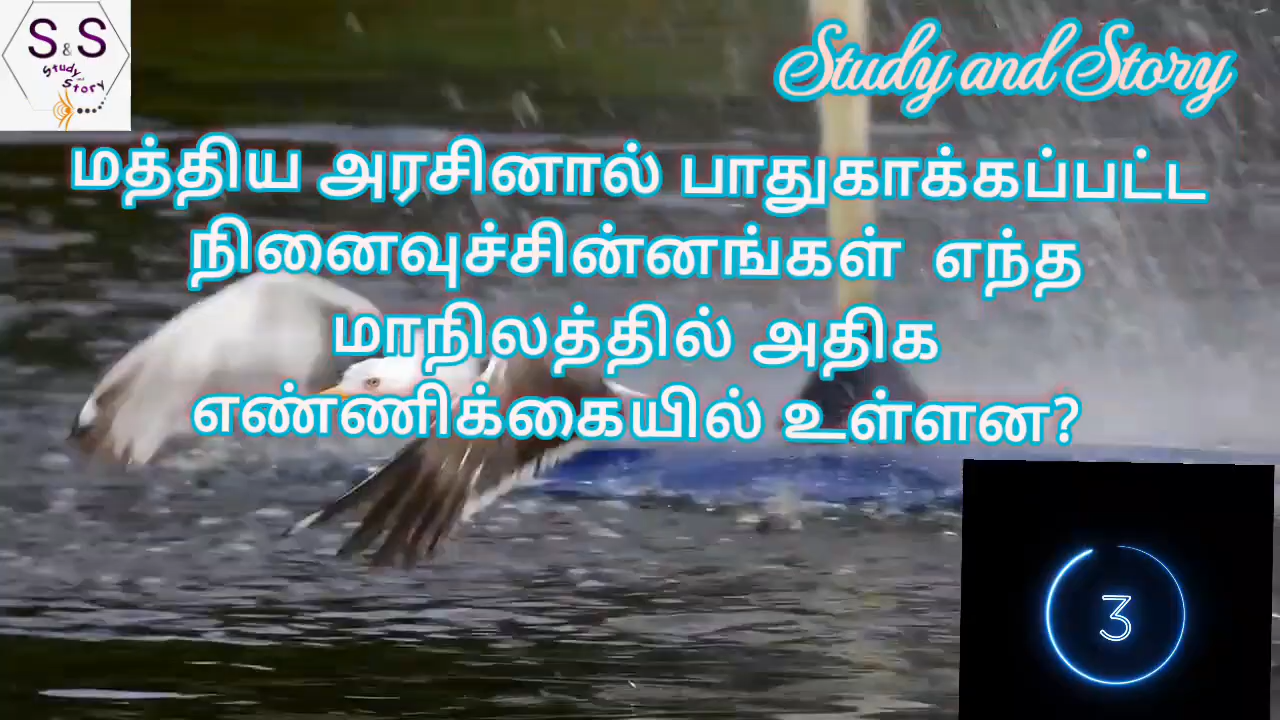 S & S
Study and Story
Study and Story
மத்திய அரசினால் பாதுகாக்கப்பட்ட
நினைவுச்சின்னங்கள் எந்த
மாநிலத்தில் அதிக
எண்ணிக்கையில் உள்ளன?
3